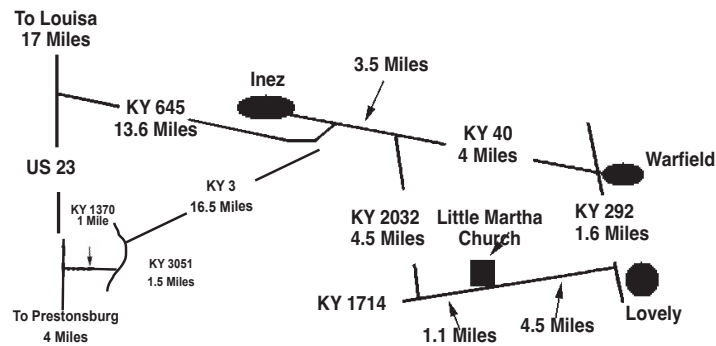 To Louisa
17 Miles
Inez
3.5 Miles
KY 645
13.6 Miles
KY 40
4 Miles
Warfield
US 23
KY 3
16.5 Miles
KY 1370
1 Mile
KY 2032
4.5 Miles
Little Martha
Church
KY 292
1.6 Miles
KY 3051
1.5 Miles
KY 1714
Lovely
To Prestonsburg
4 Miles
1.1 Miles
4.5 Miles